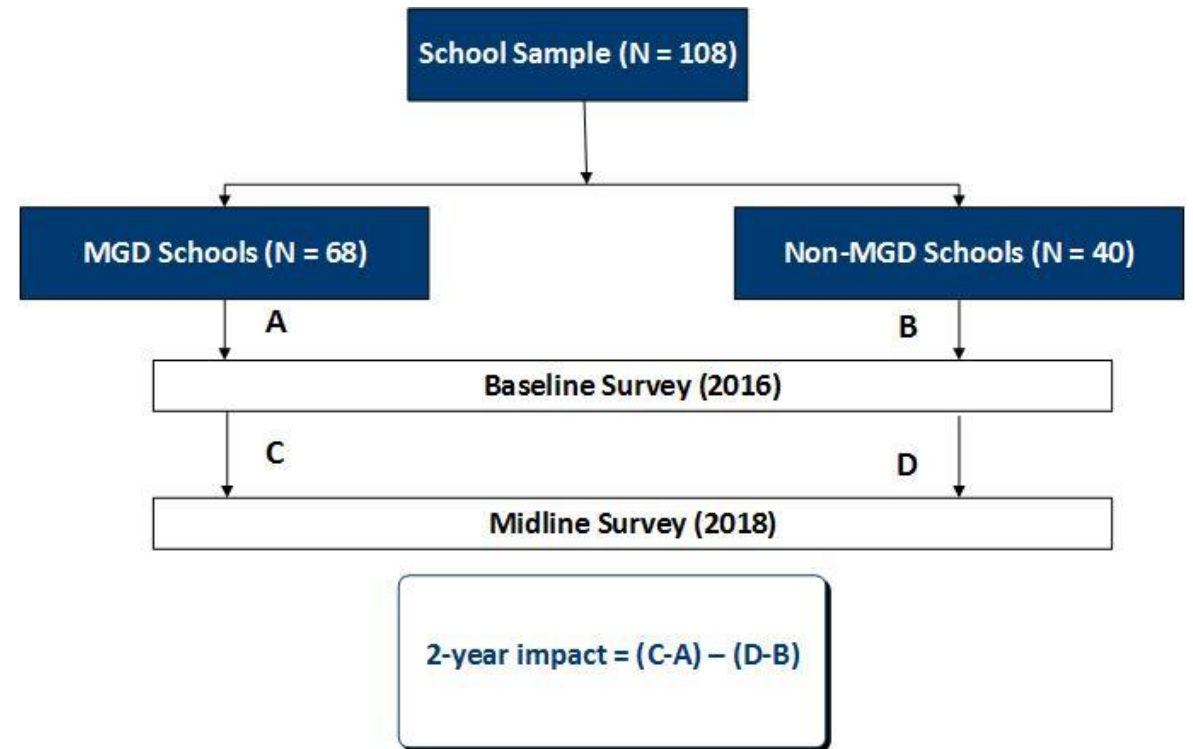 School Sample (N = 108)
MGD Schools (N = 68)
Non-MGD Schools (N = 40)
A
B
Baseline Survey (2016)
C
D
Midline Survey (2018)
2-year impact = (C-A) – (D-B)